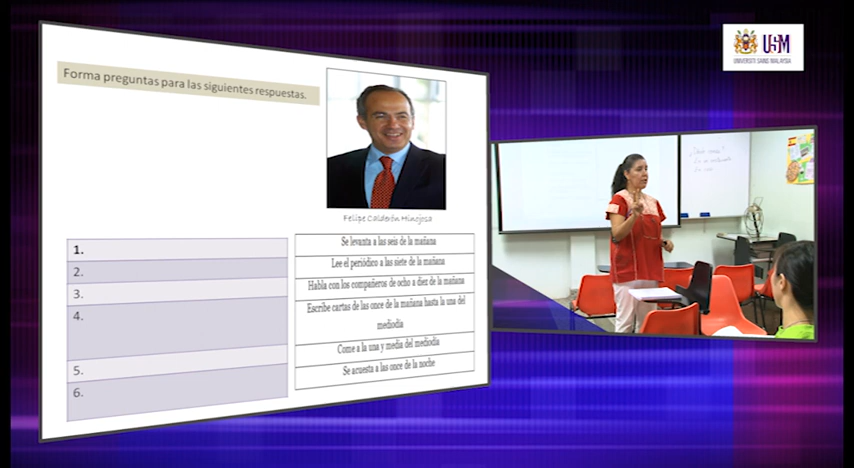 USM
UNIVERSITI SAINS MALAYSIA
Forma preguntas para las siguientes respuestas.
Felipe Calderón Hinojosa
1.
Se levanta a las seis de la mañana
2.
Lee el periódico a las siete de la mañana
3.
Habla con los compañeros de ocho a diez de la mañana
4.
Escribe cartas de las once de la mañana hasta la una del
mediodía
5.
Come a la una y media del mediodía
6.
Se acuesta a las once de la noche